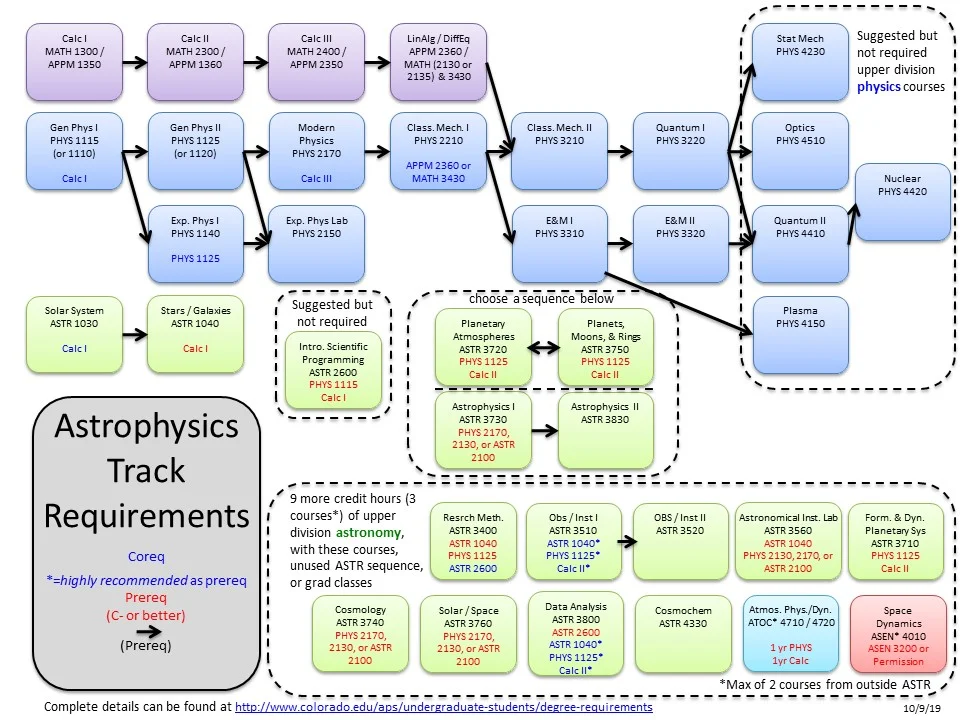 Calc I
MATH 1300 /
APPM 1350
Calc II
MATH 2300 /
APPM 1360
Calc III
MATH 2400 /
APPM 2350
LinAlg / DiffEq
APPM 2360 /
MATH (2130 or
2135) & 3430
Stat Mech
PHYS 4230
Suggested but
not required
upper division
physics courses
Gen Phys I
PHYS 1115
(or 1110)
Calc I
Gen Phys II
PHYS 1125
(or 1120)
Modern
Physics
PHYS 2170
Calc III
Class. Mech. I
PHYS 2210
APPM 2360 or
MATH 3430
Class. Mech. II
PHYS 3210
Quantum I
PHYS 3220
Optics
PHYS 4510
Nuclear
PHYS 4420
Exp. Phys I
PHYS 1140
PHYS 1125
Exp. Phys Lab
PHYS 2150
E&M I
PHYS 3310
E&M II
PHYS 3320
Quantum II
PHYS 4410
Plasma
PHYS 4150
Solar System
ASTR 1030
Calc I
Stars / Galaxies
ASTR 1040
Calc I
Suggested but
not required
Intro. Scientific
Programming
ASTR 2600
PHYS 1115
Calc I
choose a sequence below
Planetary
Atmospheres
ASTR 3720
PHYS 1125
Calc II
Planets,
Moons, & Rings
ASTR 3750
PHYS 1125
Calc II
Astrophysics I
ASTR 3730
PHYS 2170,
2130, or ASTR
2100
Astrophysics II
ASTR 3830
Astrophysics
Track
Requirements
Coreq
*=highly recommended as prereq
Prereq
(C- or better)
(Prereq)
9 more credit hours (3
courses*) of upper
division astronomy,
with these courses,
unused ASTR sequence,
or grad classes
Resrch Meth.
ASTR 3400
ASTR 1040
PHYS 1125
ASTR 2600
Obs / Inst I
ASTR 3510
ASTR 1040*
PHYS 1125*
Calc II*
OBS / Inst II
ASTR 3520
Astronomical Inst. Lab
ASTR 3560
ASTR 1040
PHYS 2130, 2170, or
ASTR 2100
Form. & Dyn.
Planetary Sys
ASTR 3710
PHYS 1125
Calc II
Cosmology
ASTR 3740
PHYS 2170,
2130, or ASTR
2100
Solar / Space
ASTR 3760
PHYS 2170,
2130, or ASTR
2100
Data Analysis
ASTR 3800
ASTR 2600
ASTR 1040*
PHYS 1125*
Calc II*
Cosmochem
ASTR 4330
Atmos. Phys./Dyn.
ATOC* 4710 / 4720
1 yr PHYS
1yr Calc
Space
Dynamics
ASEN* 4010
ASEN 3200 or
Permission
*Max of 2 courses from outside ASTR
Complete details can be found at http://www.colorado.edu/aps/undergraduate-students/degree-requirements
10/9/19